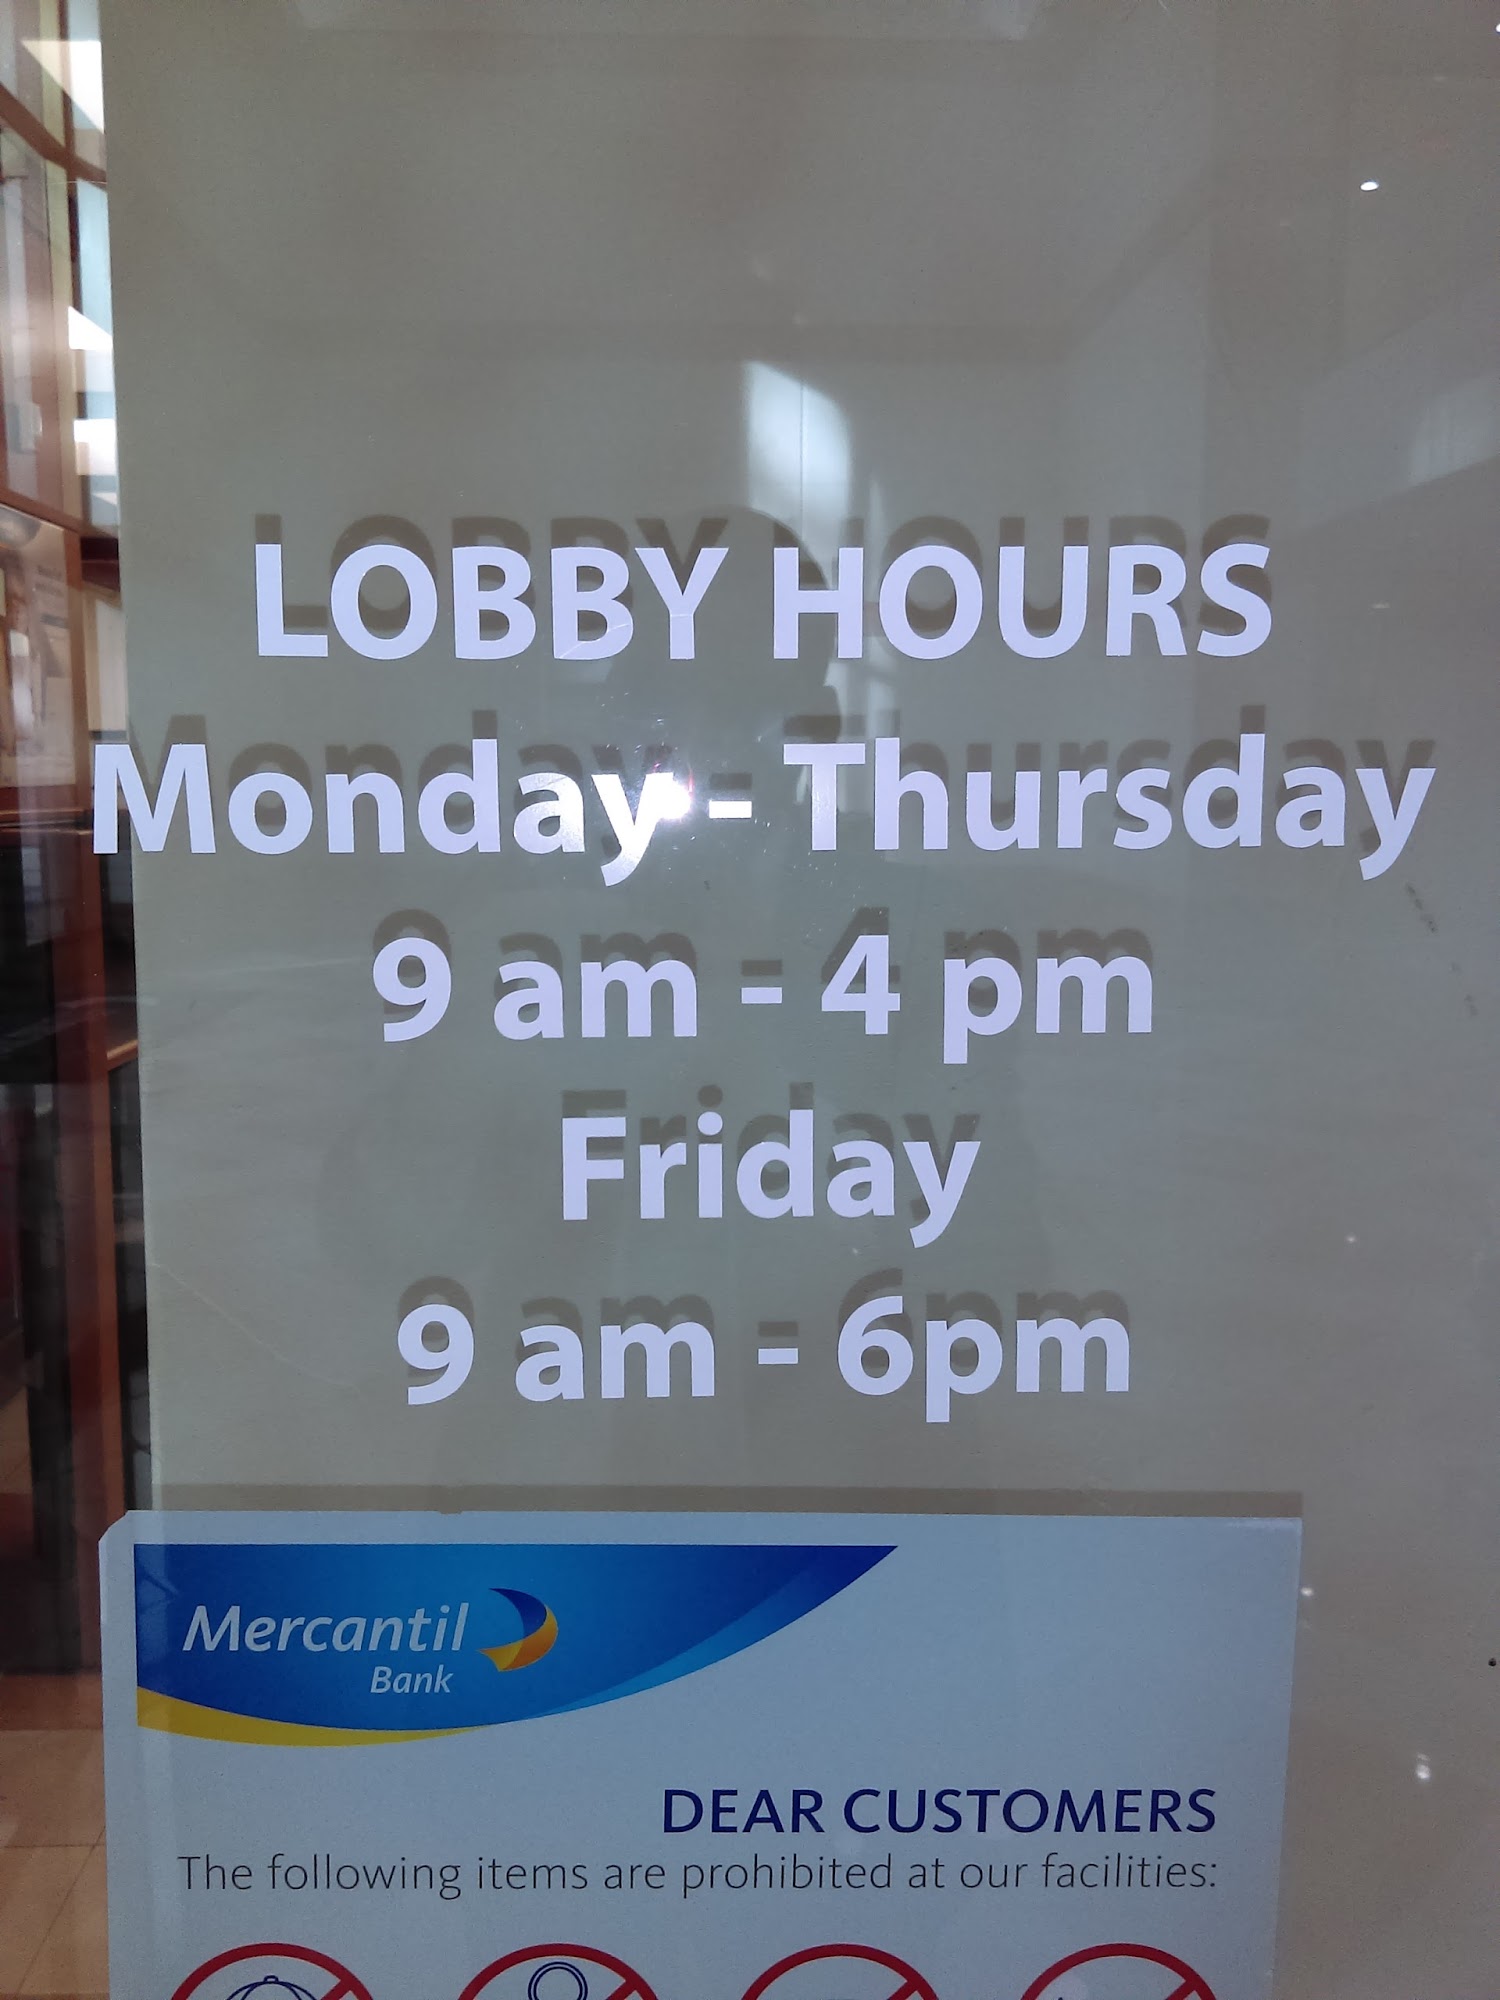 LOBBY HOURS
Monday - Thursday
9 am - 4 pm
Friday
9 am - 6pm
Mercantil
Bank
DEAR CUSTOMERS
The following items are prohibited at our facilities: